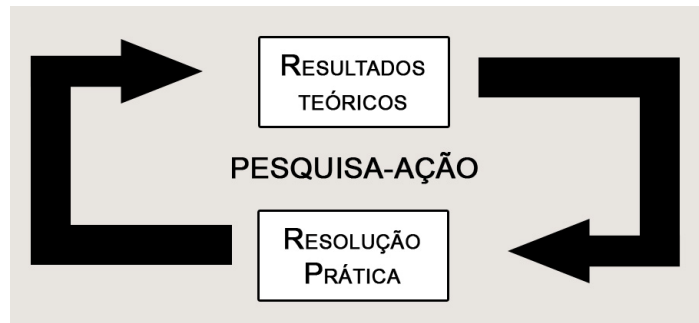 Resultados
teóricos
PESQUISA-AÇÃO
Resolução
Prática